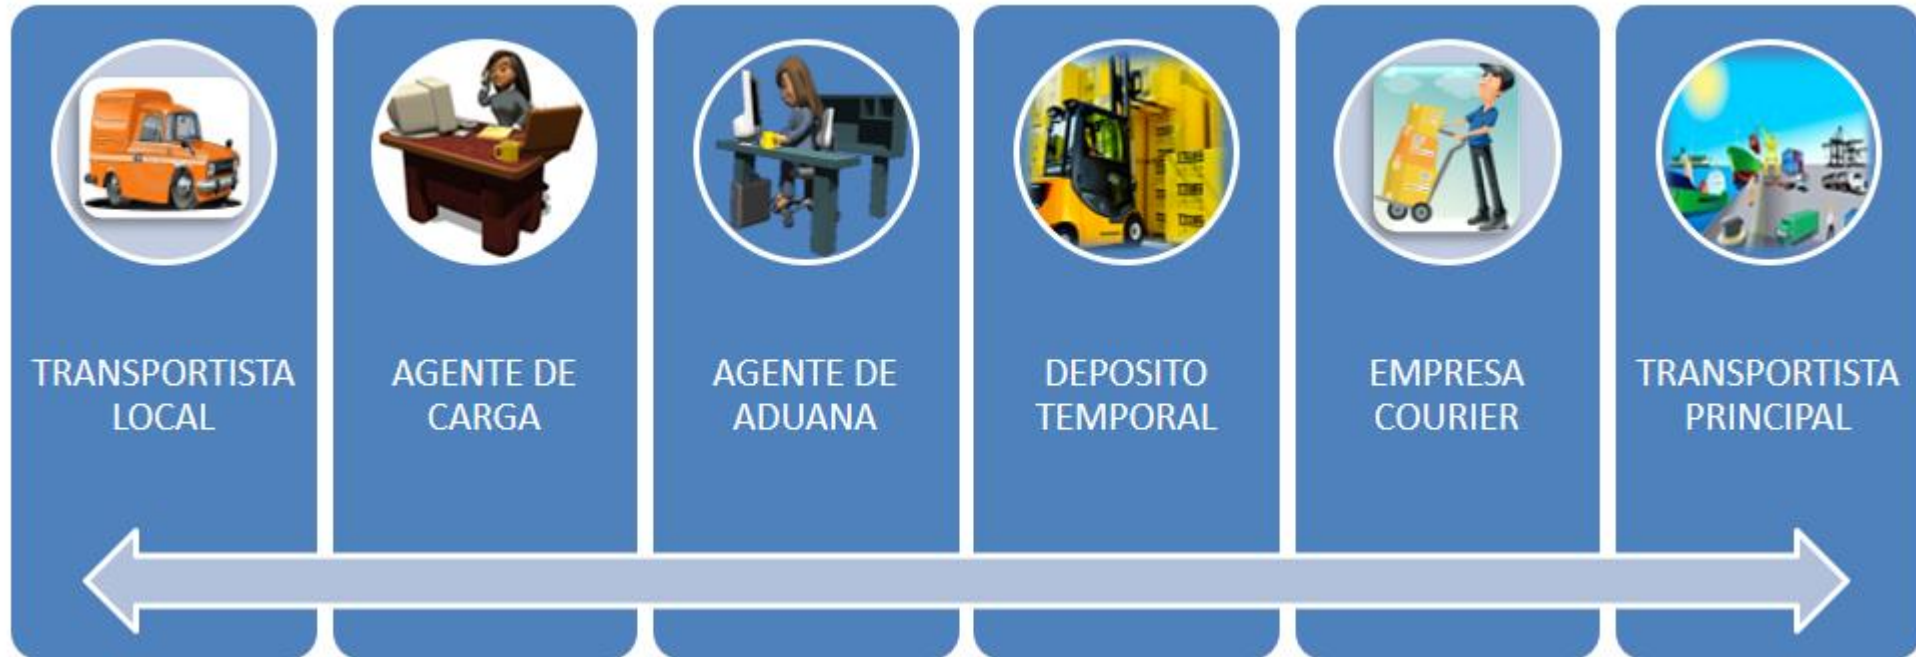 TRANSPORTISTA
LOCAL
AGENTE DE
CARGA
AGENTE DE
ADUANA
DEPOSITO
TEMPORAL
EMPRESA
COURIER
TRANSPORTISTA
PRINCIPAL